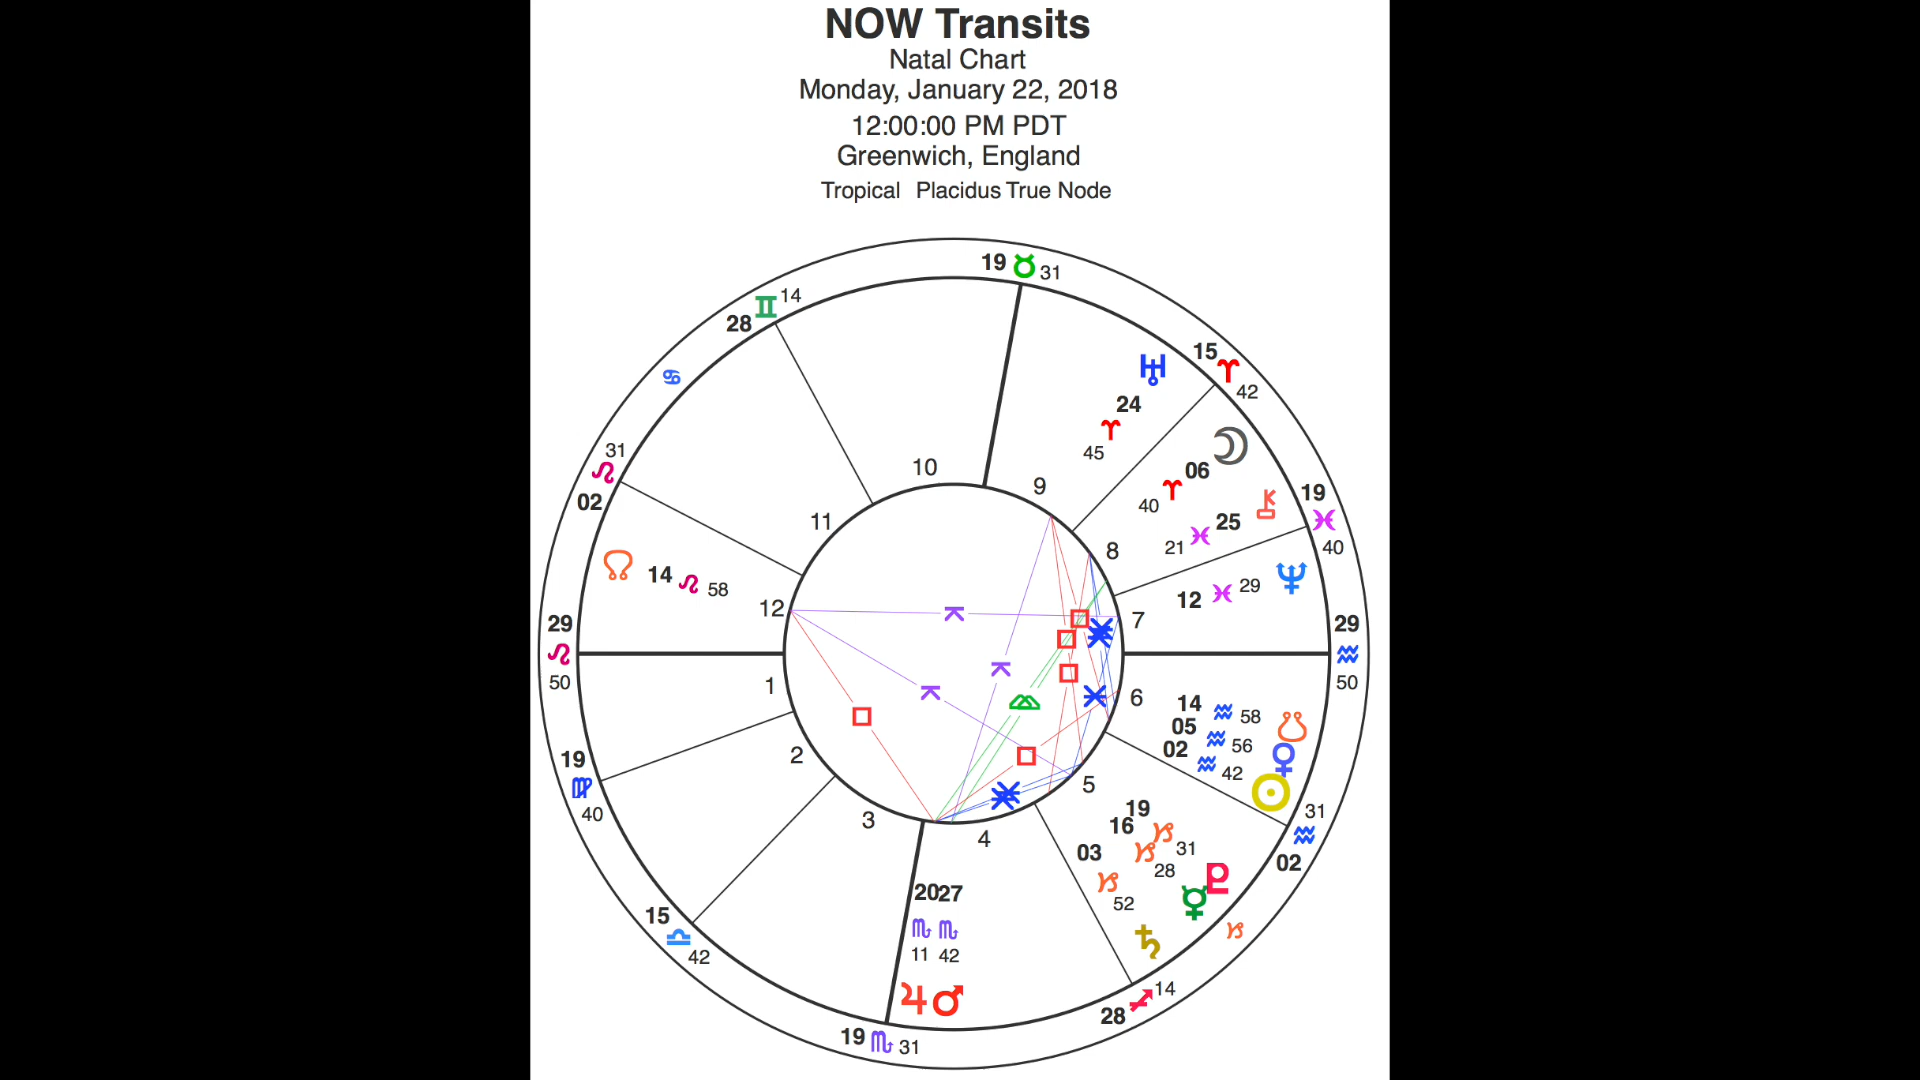 NOW Transits
Natal Chart
Monday, January 22, 2018
12:00:00 PM PDT
Greenwich, England
Tropical Placidus True Node
19 ♉ 31
28 ♊ 14
15 ♈ 42
♋
♅
24 ♈ 45
☽
06 ♈ 40
31 ♌ 02
10
9
⚷
25 ♓ 21
19 ♓ 40
11
8
☊ 14 ♌ 58
12 ♓ 29 ♆
12
7
29 ♌ 50
29 ♒ 50
1
6
14 ♒ 58 ☋
05 ♒ 56 ♀
02 ♒ 42 ☉
2
5
19 ♍ 40
31 ♒ 02
3
4
19 ♑ 31 ♇
16 ♑ 28 ☿
03 ♑ 52 ♄
20 ♏ 11 ♃
27 ♏ 42 ♂
15 ♎ 42
♑
28 ♐ 14
19 ♏ 31